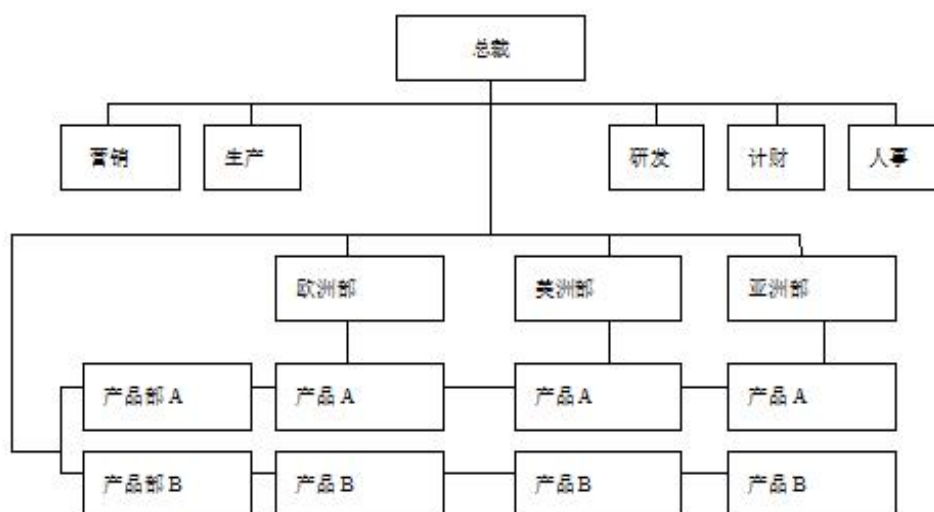 总裁
营销
生产
研发
计财
人事
欧洲部
美洲部
亚洲部
产品部 A
产品 A
产品 A
产品 A
产品部 B
产品 B
产品 B
产品 B